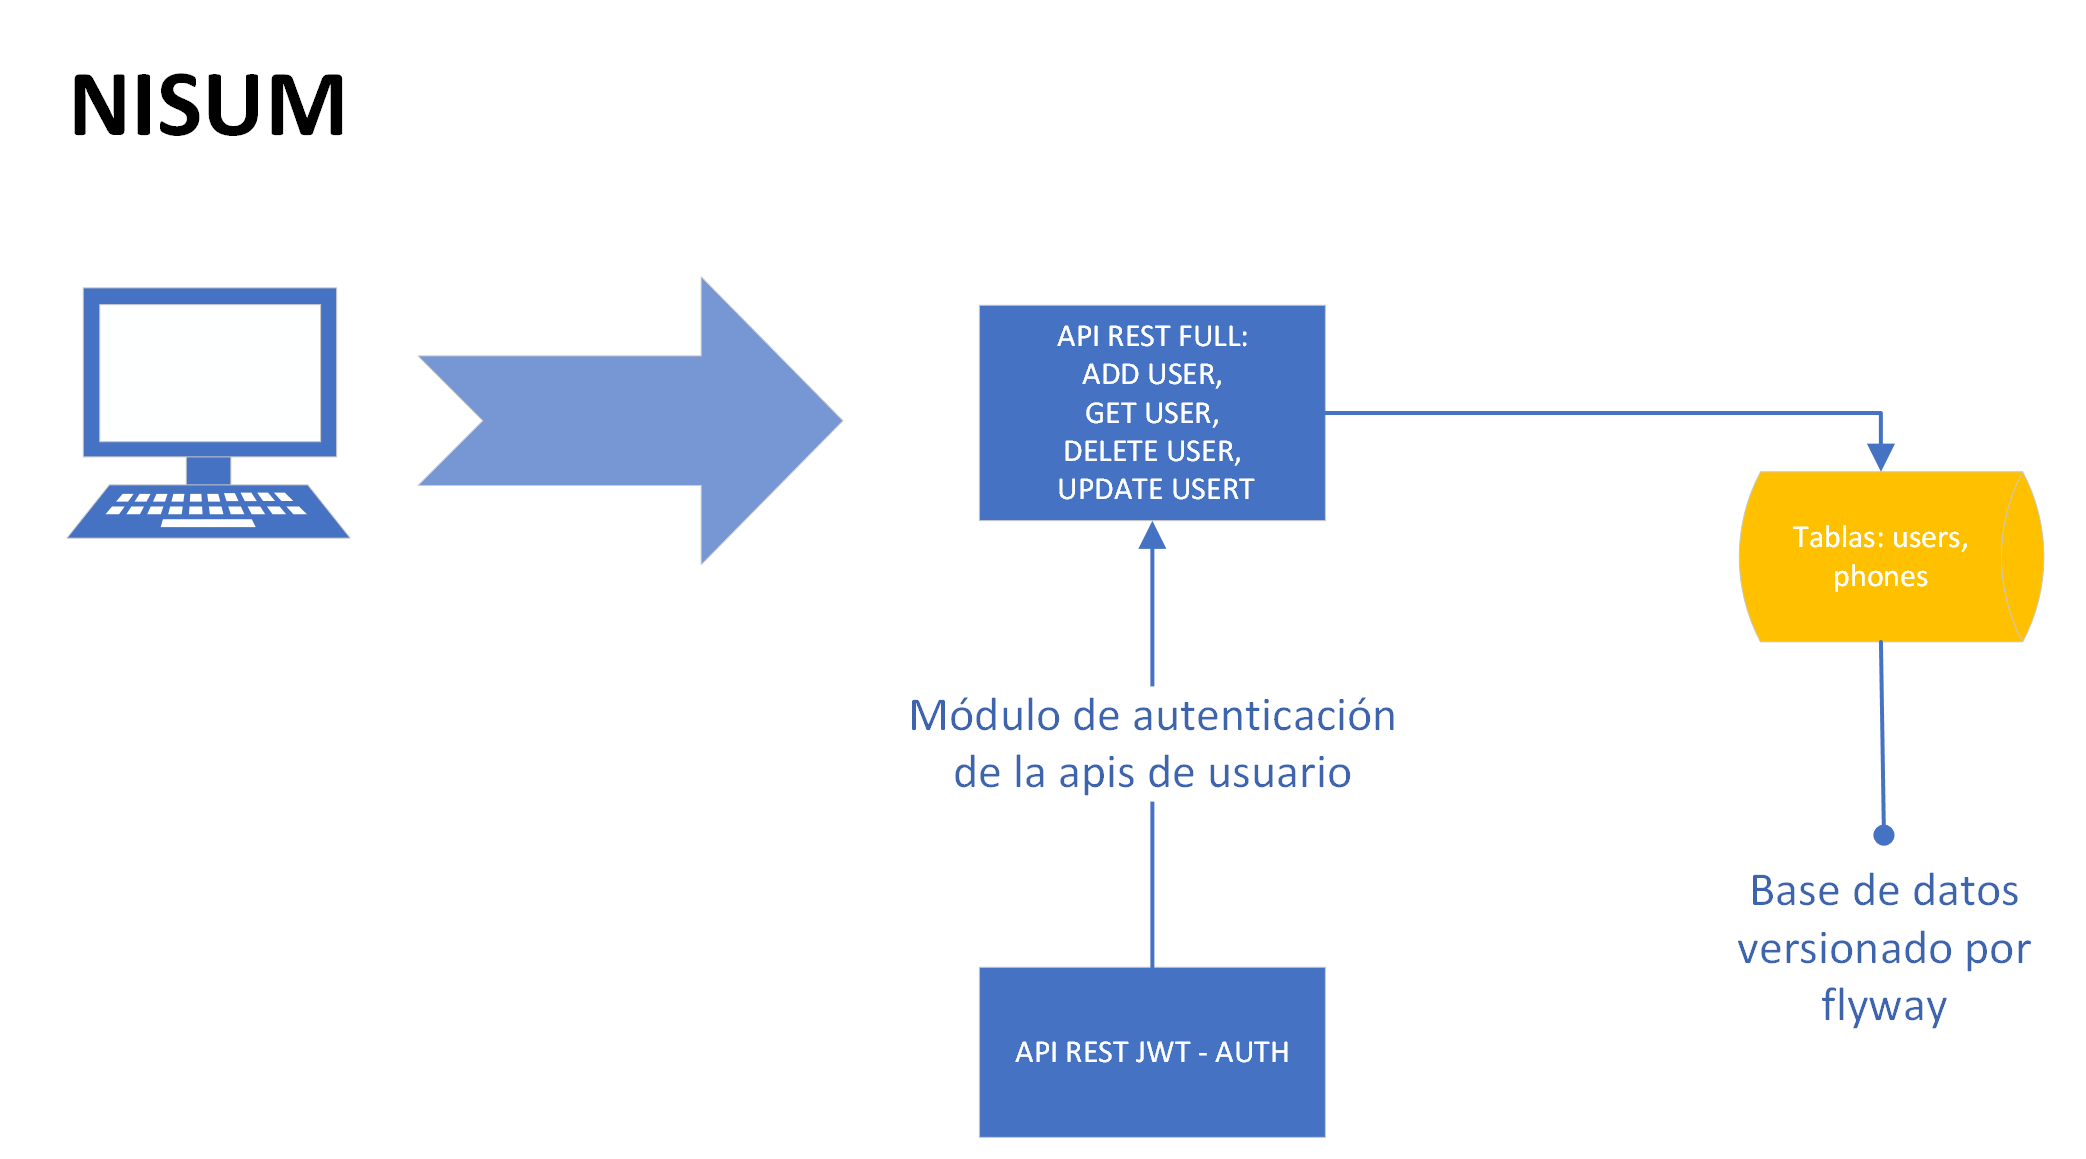 NISUM
API REST FULL:
ADD USER,
GET USER,
DELETE USER,
UPDATE USERT
Tablas: users,
phones
Módulo de autenticación
de la apis de usuario
Base de datos
versionado por
flyway
API REST JWT - AUTH